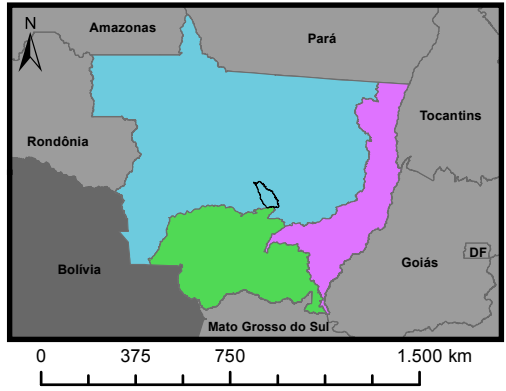 N
Amazonas
Pará
Tocantins
Rondônia
Bolívia
Goiás
DF
Mato Grosso do Sul
0 375 750 1.500 km